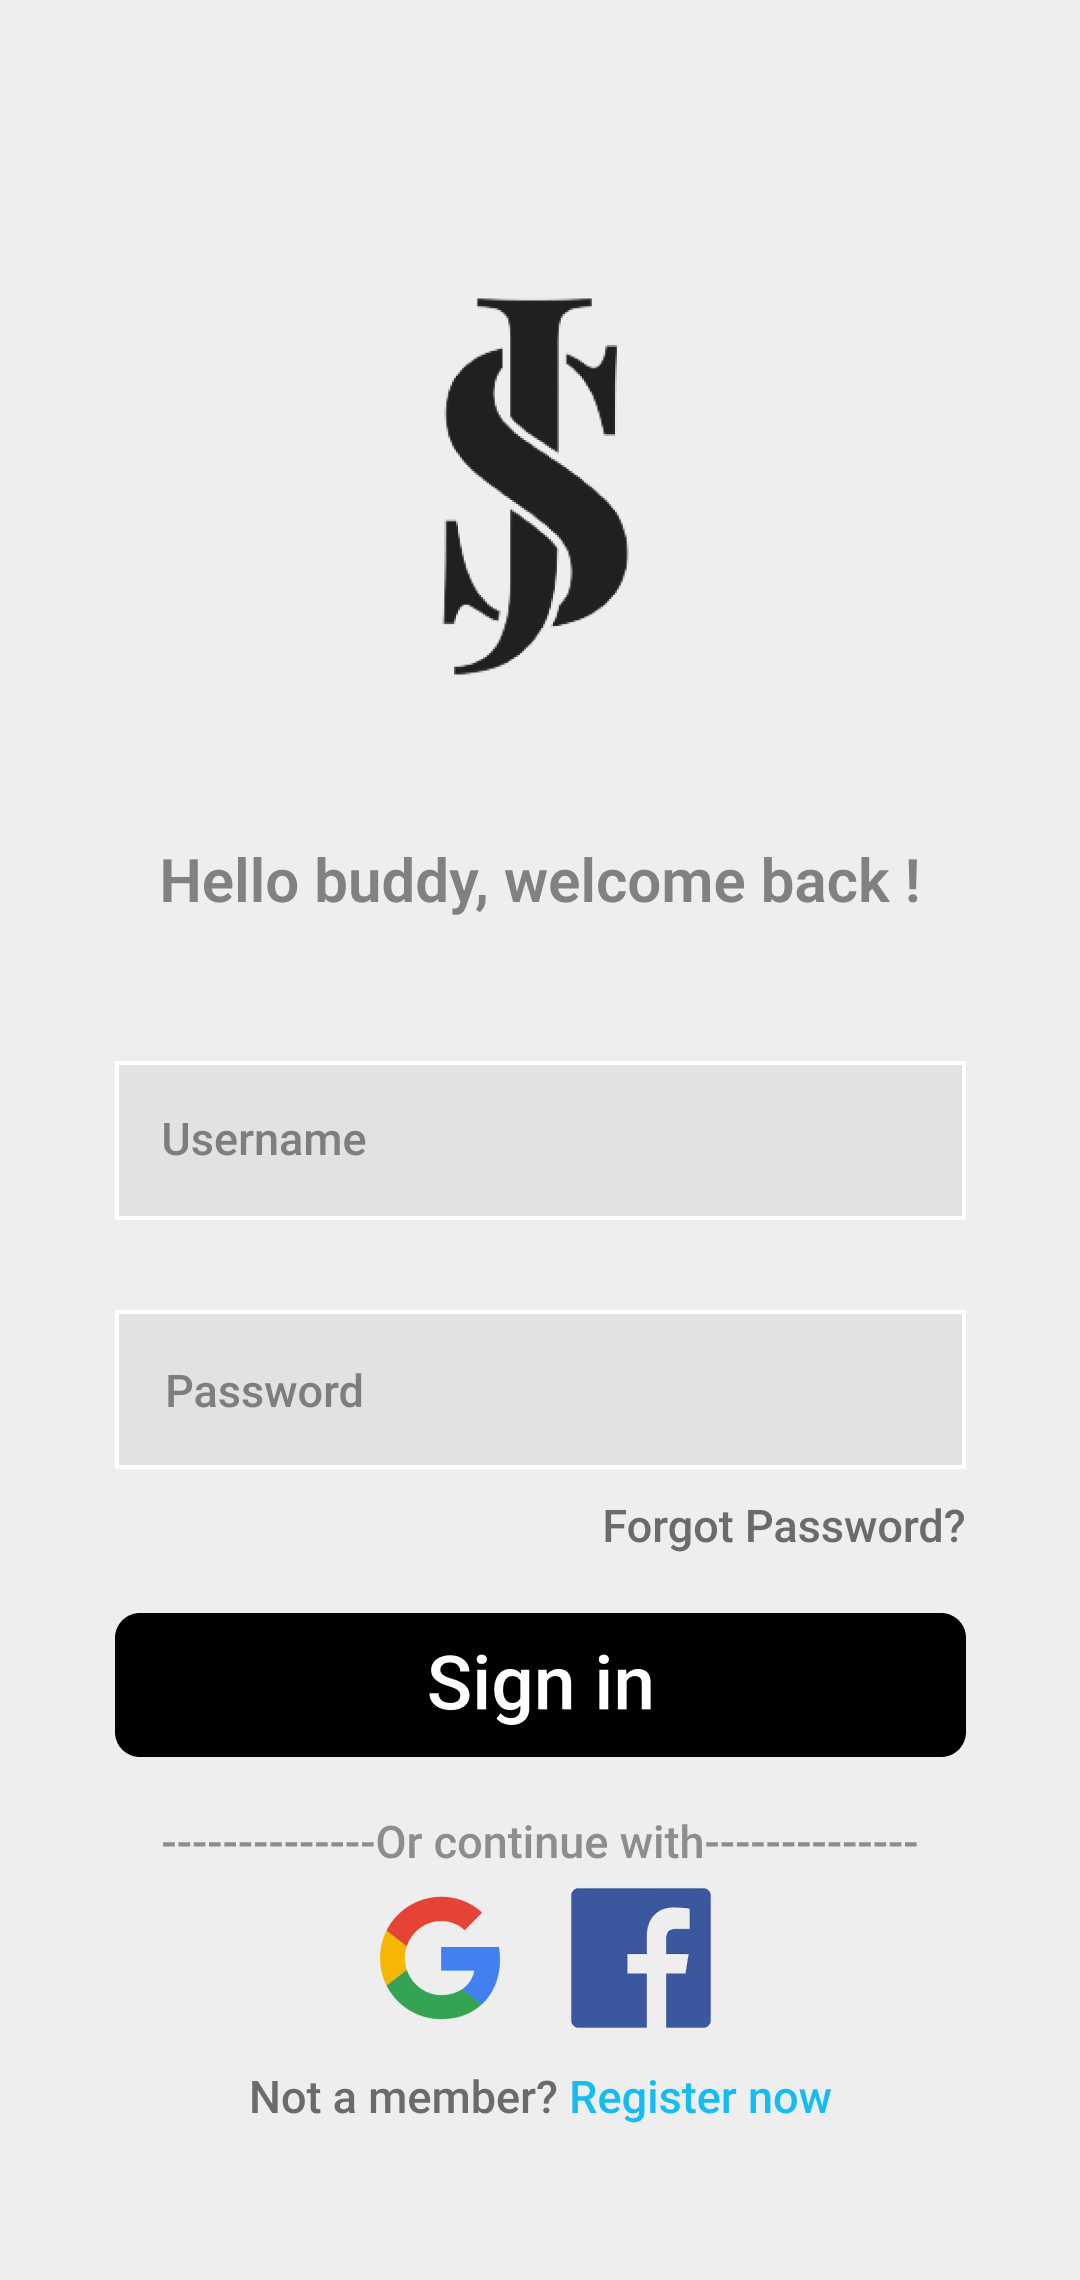 JS
Hello buddy, welcome back !
Username
Password
Forgot Password?
Sign in
--------------Or continue with--------------
Not a member? Register now